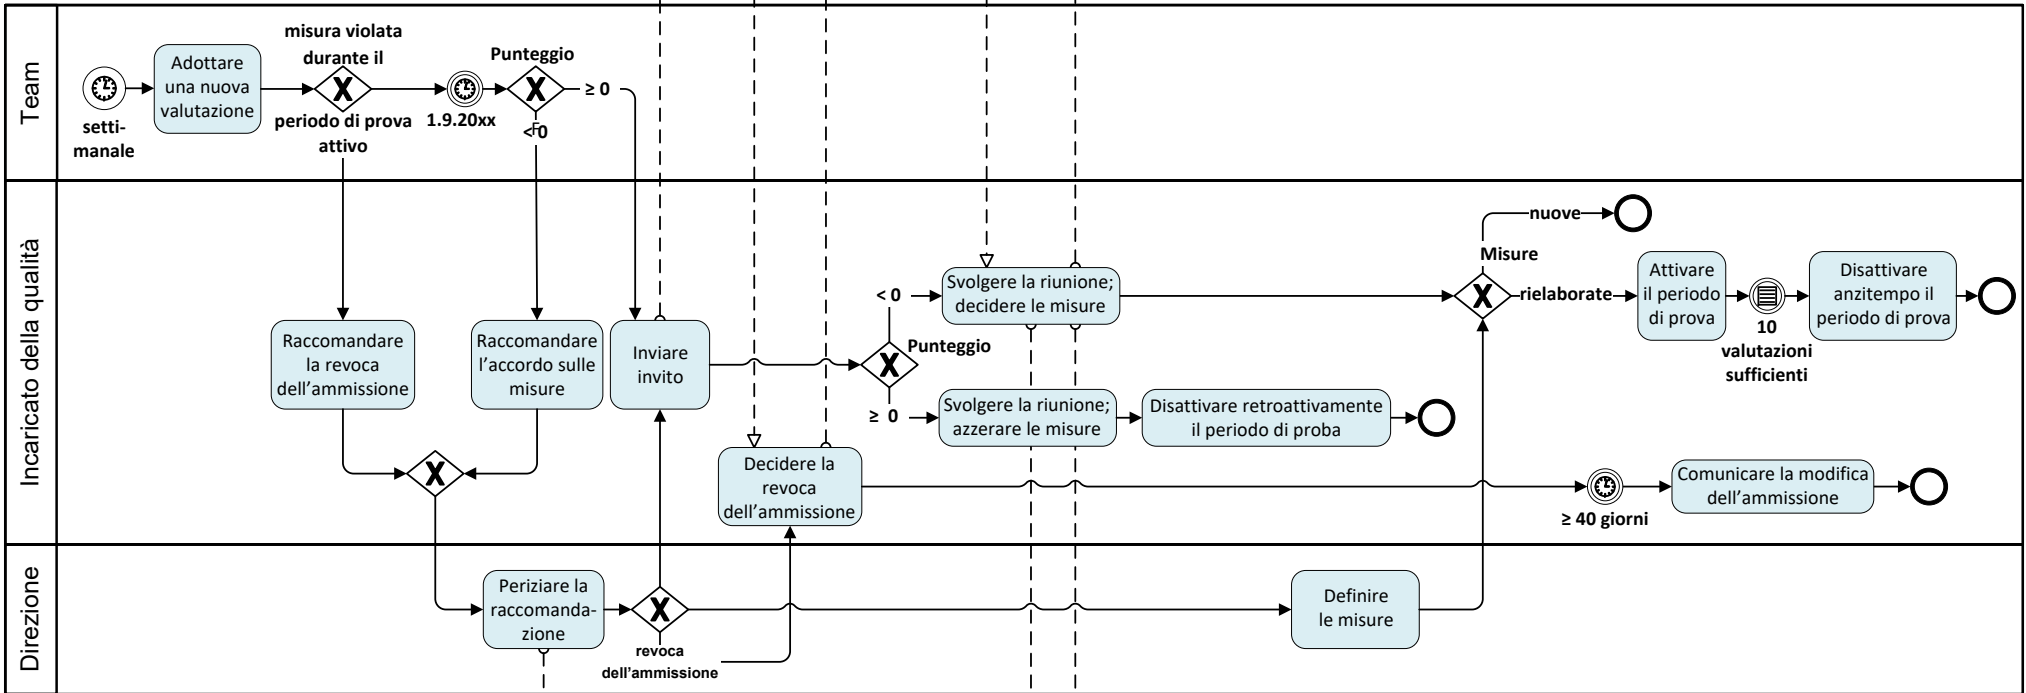 Team
setti-
manale
Adottare
una nuova
valutazione
misura violata
durante il
X
periodo di prova
attivo
1.9.20xx
Punteggio
X
≥ 0
< 0
Incaricato della qualità
Raccomandare
la revoca
dell'ammissione
Raccomandare
l'accordo sulle
misure
Inviare
invito
X
Decidere la
revoca
dell'ammissione
X
Punteggio
< 0
≥ 0
Svolgere la riunione;
decidere le misure
Svolgere la riunione;
azzerare le misure
Disattivare retroattivamente
il periodo di proba
Misure
X
nuove
rielaborate
Attivare
il periodo
di prova
10
valutazioni
sufficienti
Disattivare
anzitempo il
periodo di prova
≥ 40 giorni
Comunicare la modifica
dell'ammissione
Direzione
Periziare la
raccomanda-
zione
X
revoca
dell'ammissione
Definire
le misure